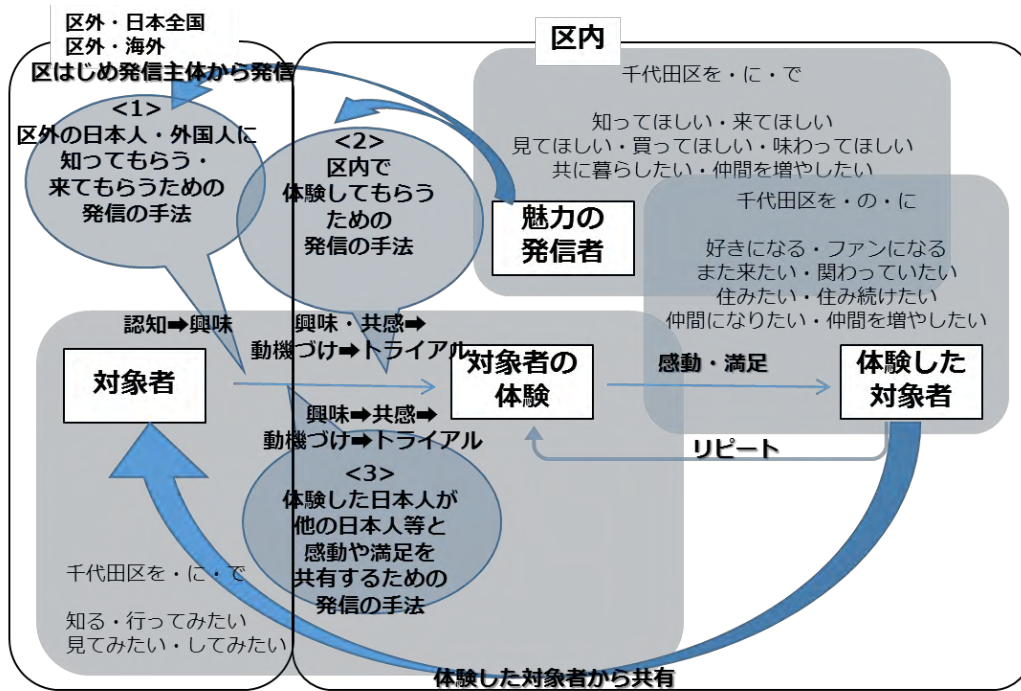 区外・日本全国
区外・海外
区はじめ発信主体から発信
区内
<1>
区外の日本人・外国人に
知ってもらう・
来てもらうための
発信の手法
<2>
区内で
体験してもらう
ための
発信の手法
千代田区を・に・で
知ってほしい・来てほしい
見てほしい・買ってほしい・味わってほしい
共に暮らしたい・仲間を増やしたい
魅力の
発信者
千代田区を・の・に
好きになる・ファンになる
また来たい・関わっていたい
住みたい・住み続けたい
仲間になりたい・仲間を増やしたい
認知➡興味
興味・共感➡
動機づけ➡トライアル
対象者
対象者の
体験
感動・満足
体験した
対象者
興味➡共感➡
動機づけ➡トライアル
リピート
<3>
体験した日本人が
他の日本人等と
感動や満足を
共有するための
発信の手法
千代田区を・に・で
知る・行ってみたい
見てみたい・してみたい
体験した対象者から共有